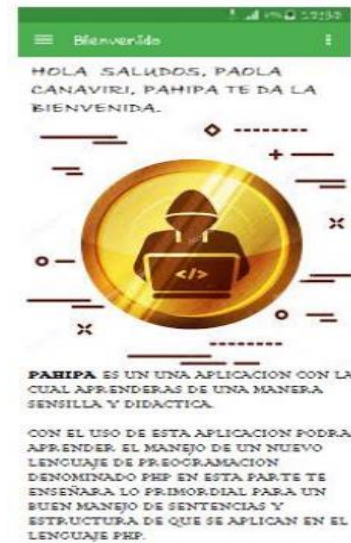 Bienvenido
HOLA SALUDOS, PAOLA
CANAVIRI, PAHIPA TE DA LA
BIENVENIDA.
</>
PAHIPA ES UN UNA APLICACION CON LA
CUAL APRENDERAS DE UNA MANERA
SENSILLA Y DIDACTICA
CON EL USO DE ESTA APLICACION PODRA
APRENDER EL MANEJO DE UN NUEVO
LENGUAJE DE PREOGRAMACION
DENOMINADO PHP EN ESTA PARTE TE
ENSEÑARA LO PRIMORDIAL PARA UN
BUEN MANEJO DE SENTENCIAS Y
ESTRUCTURA DE QUE SE APLICAN EN EL
LENGUAJE PHP.